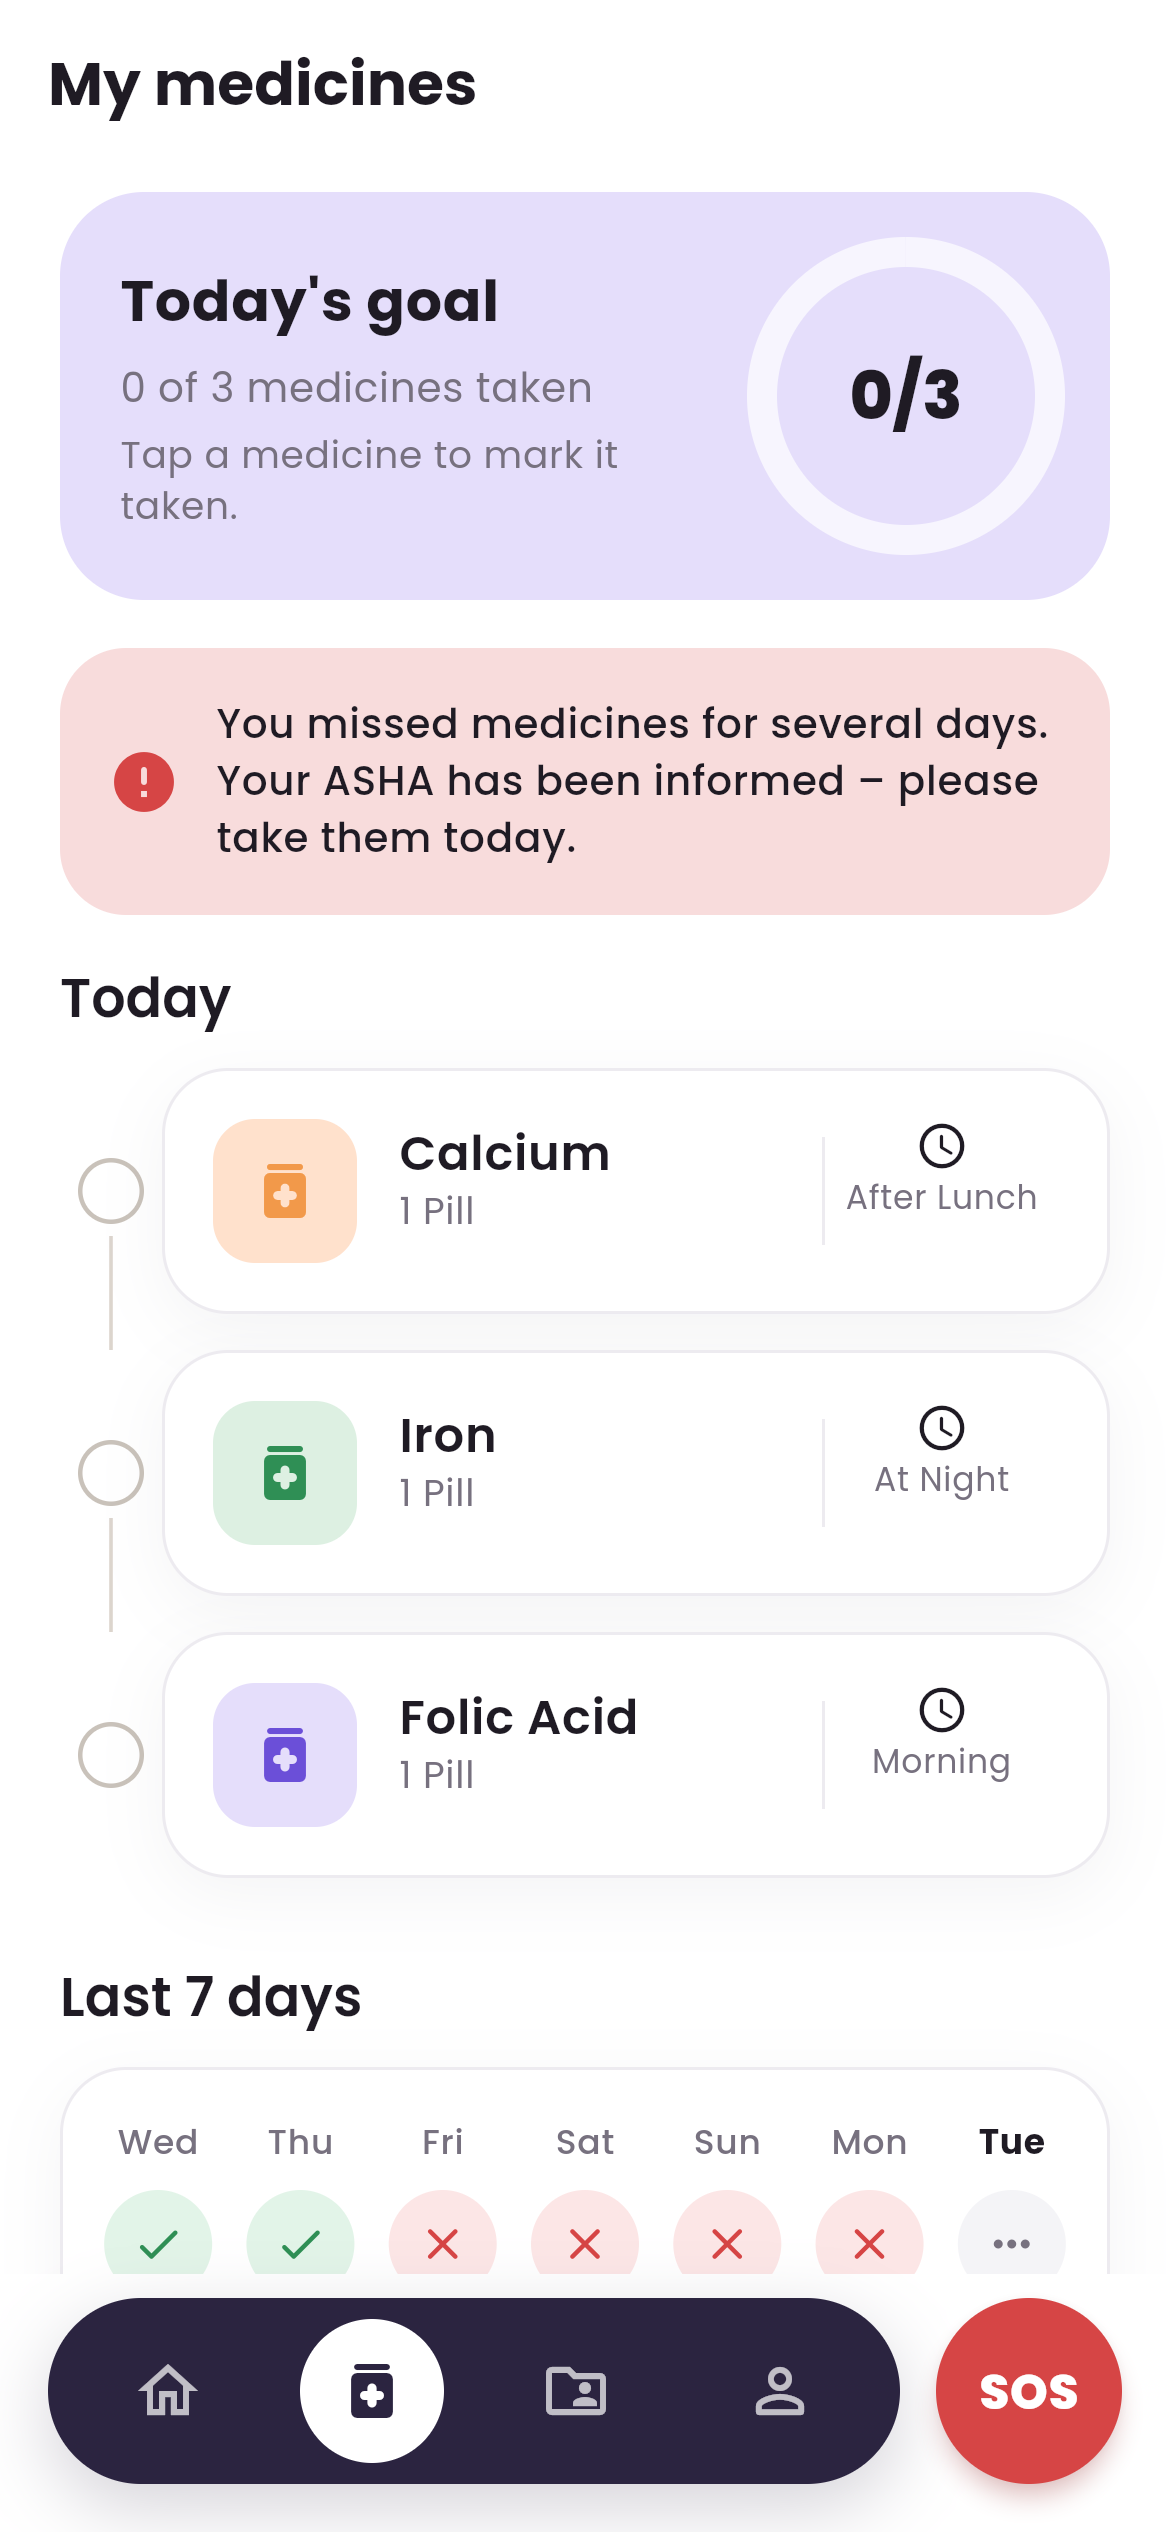 My medicines
Today's goal
0 of 3 medicines taken
Tap a medicine to mark it
taken.
0/3
You missed medicines for several days.
Your ASHA has been informed – please
take them today.
Today
Calcium
1 Pill
After Lunch
Iron
1 Pill
At Night
Folic Acid
1 Pill
Morning
Last 7 days
Wed Thu Fri Sat Sun Mon Tue
SOS